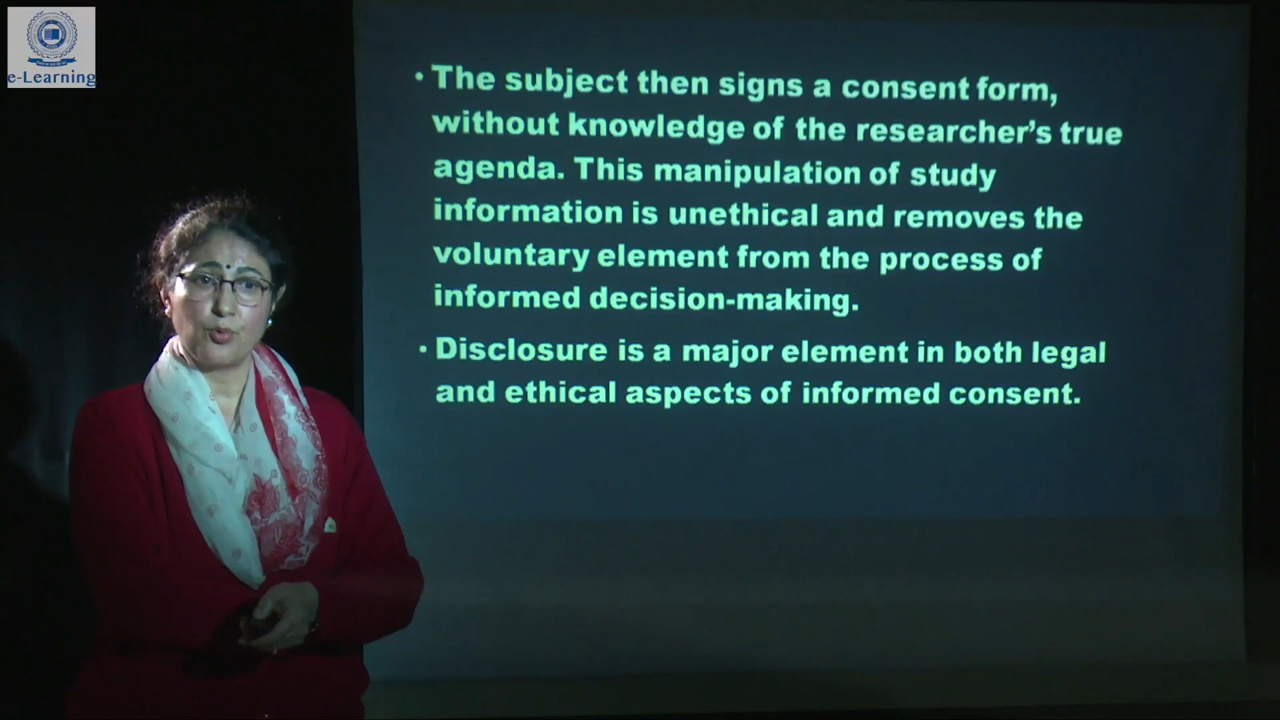 e-Learning
• The subject then signs a consent form,
without knowledge of the researcher’s true
agenda. This manipulation of study
information is unethical and removes the
voluntary element from the process of
informed decision-making.
• Disclosure is a major element in both legal
and ethical aspects of informed consent.